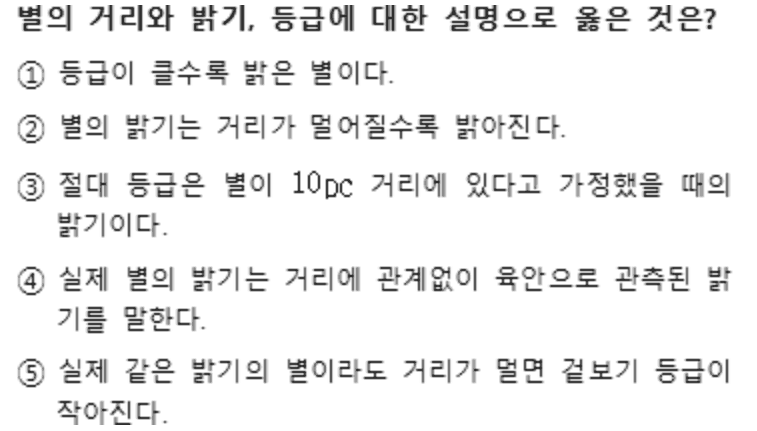 별의 거리와 밝기, 등급에 대한 설명으로 옳은 것은?
① 등급이 클수록 밝은 별이다.
② 별의 밝기는 거리가 멀어질수록 밝아진다.
③ 절대 등급은 별이 10pc 거리에 있다고 가정했을 때의
밝기이다.
④ 실제 별의 밝기는 거리에 관계없이 육안으로 관측된 밝
기를 말한다.
⑤ 실제 같은 밝기의 별이라도 거리가 멀면 겉보기 등급이
작아진다.